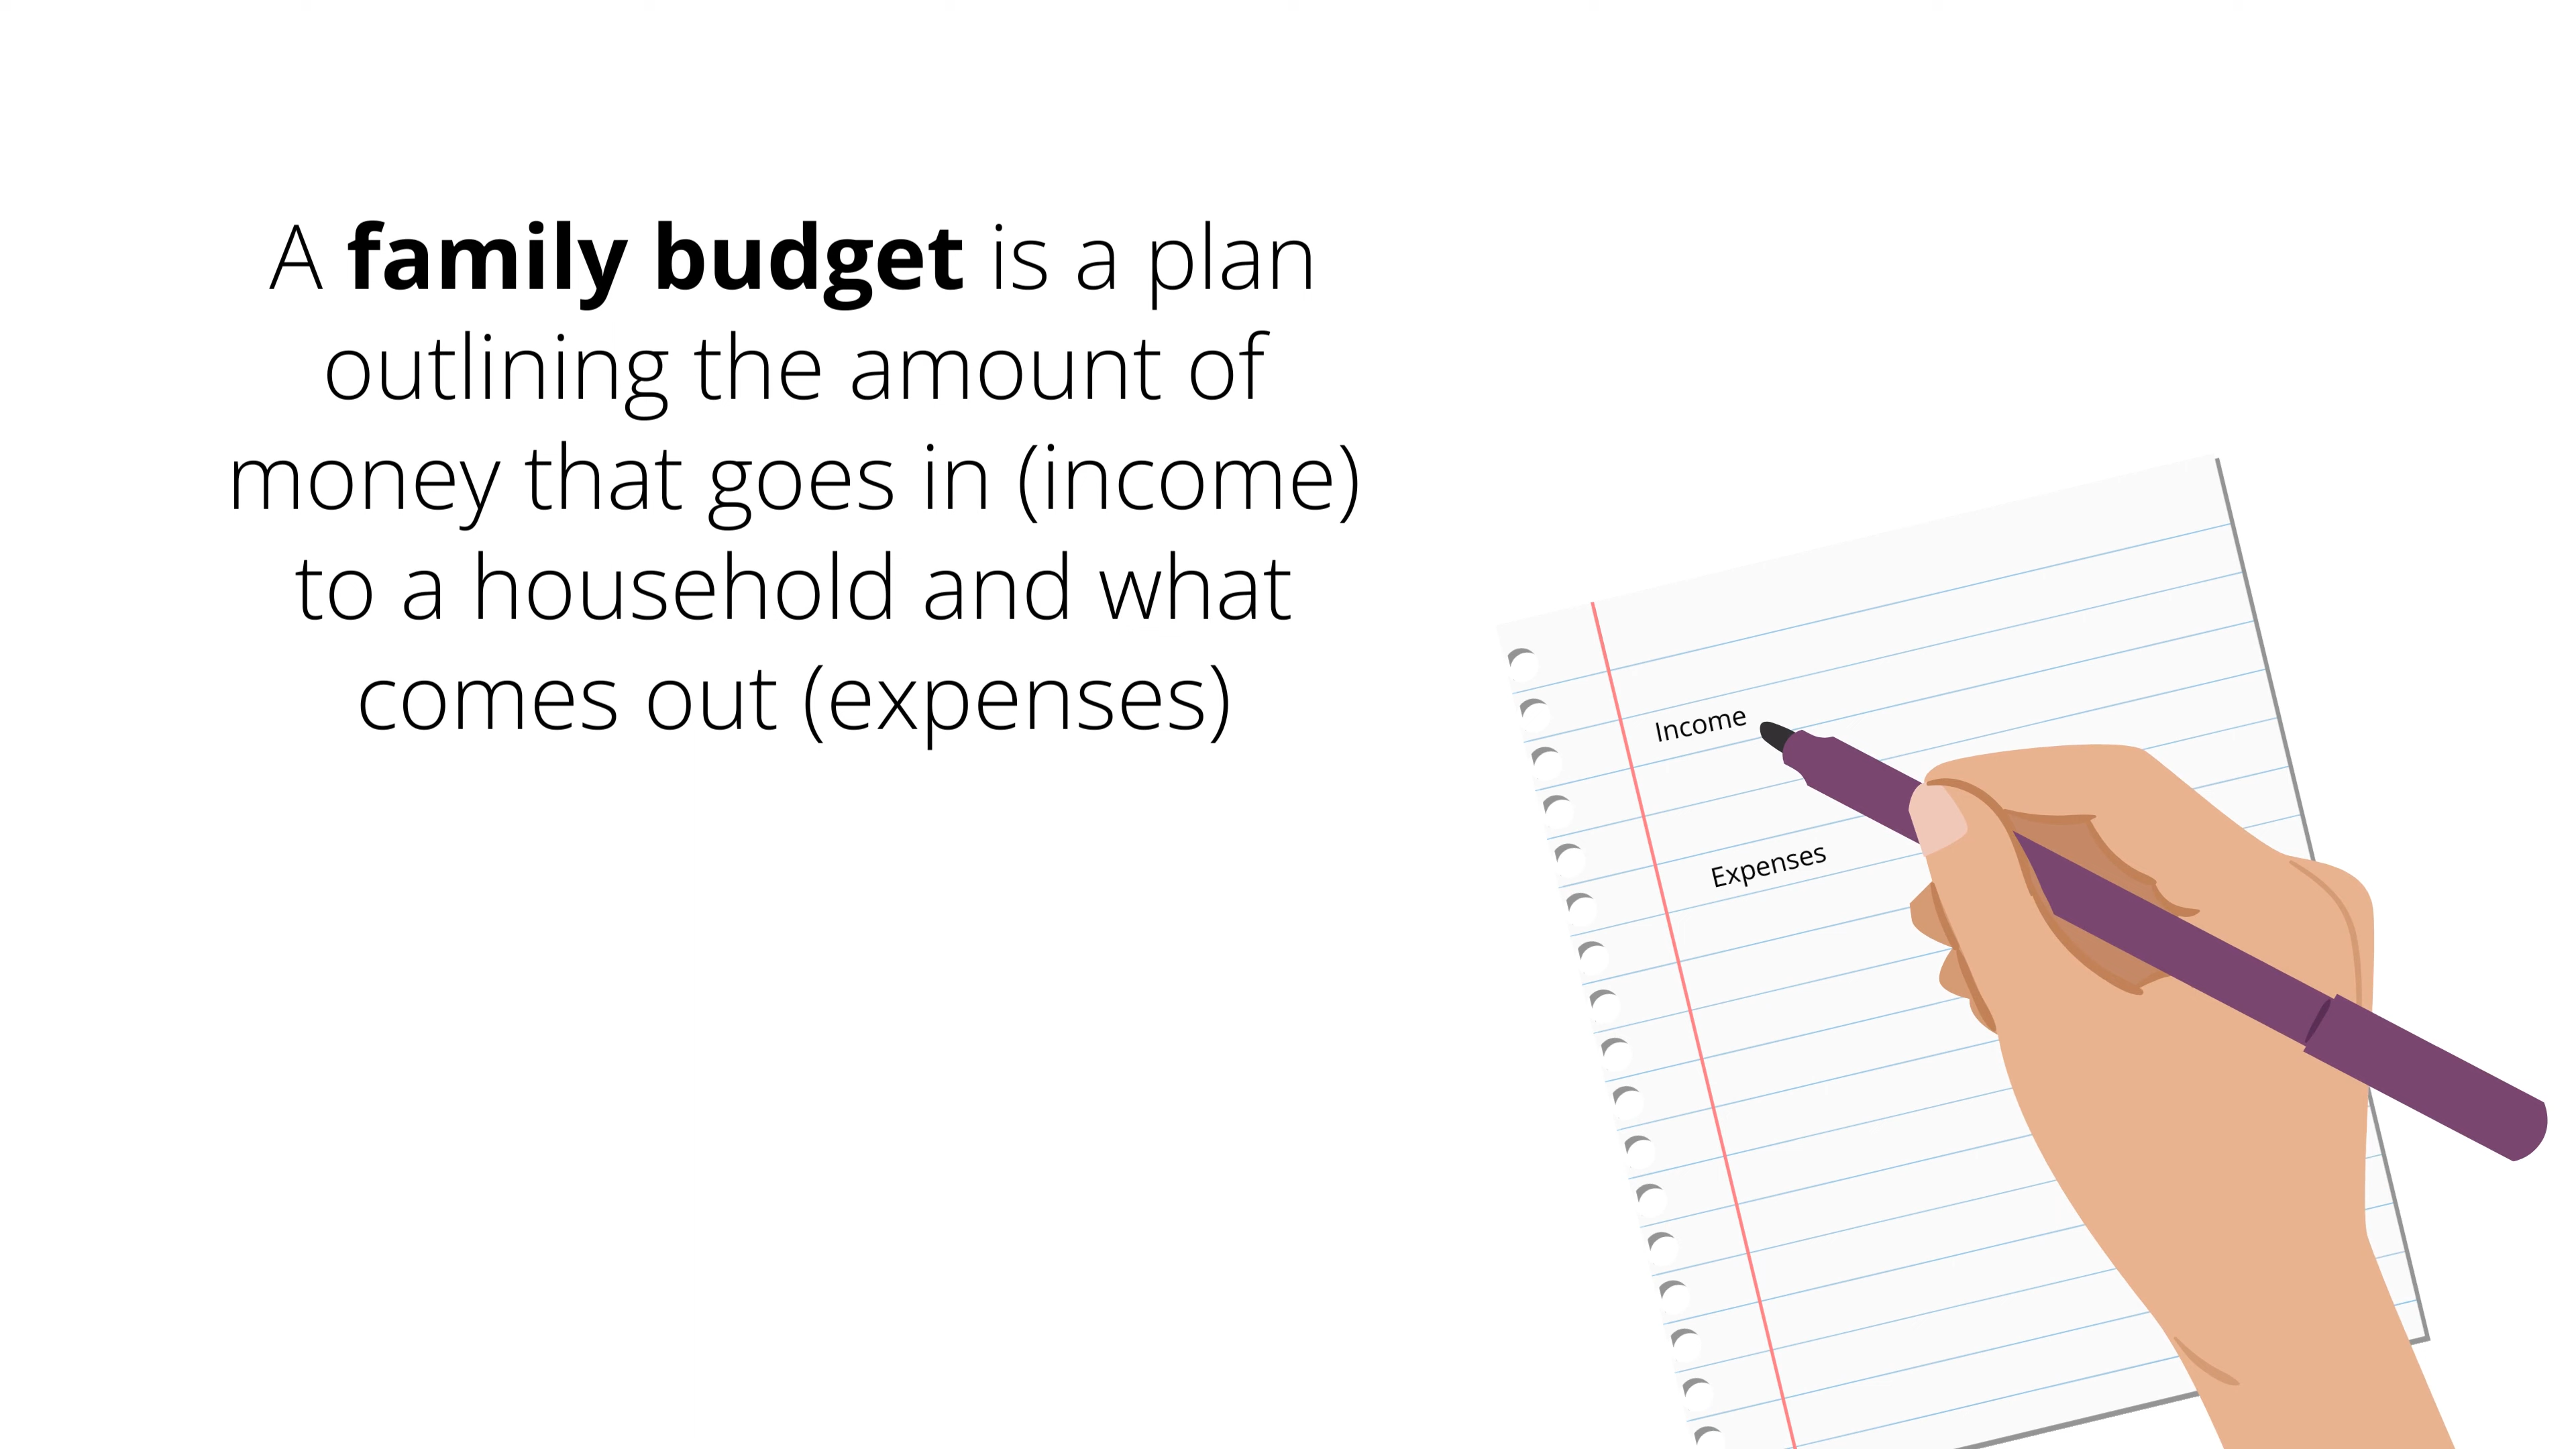 A family budget is a plan
outlining the amount of
money that goes in (income)
to a household and what
comes out (expenses)
Income
Expenses